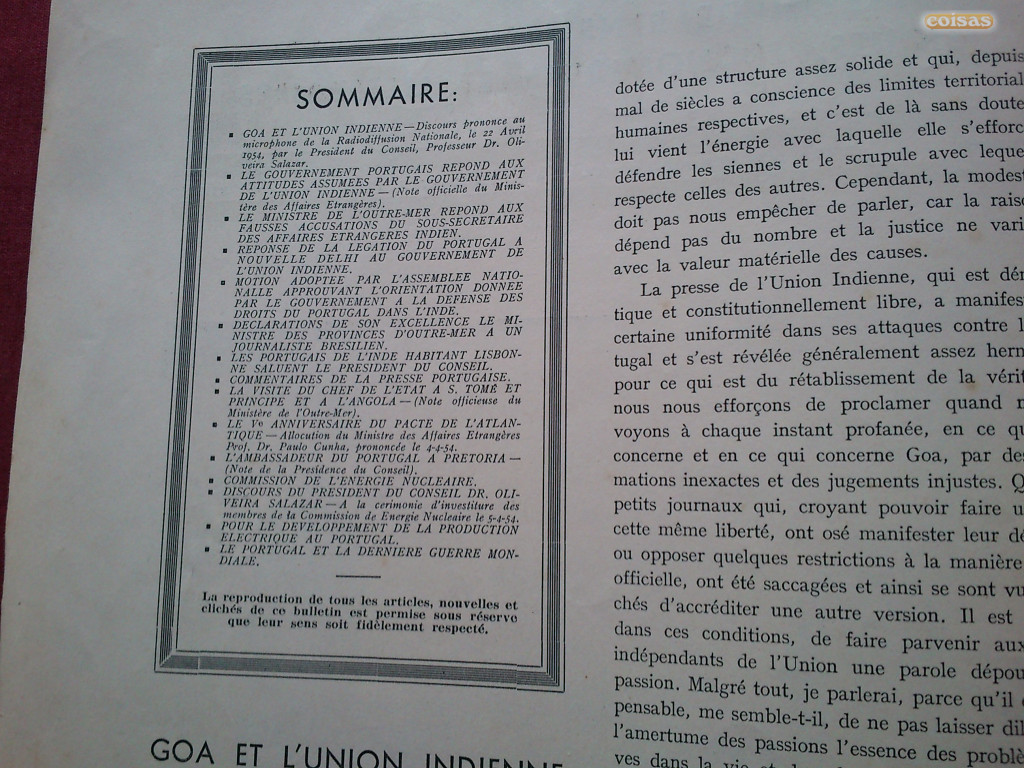 coisas
SOMMAIRE:
▪ GOA ET L'UNION INDIENNE—Discours prononce au
microphone de la Radiodiffusion Nationale, le 22 Avril
1954, par le President du Conseil, Professeur Dr. Oli-
veira Salazar.
▪ LE GOUVERNEMENT PORTUGAIS REPOND AUX
ATTITUDES ASSUMEES PAR LE GOUVERNEMENT
DE L'UNION INDIENNE—(Note officielle du Minis-
tère des Affaires Etrangères).
▪ LE MINISTRE DE L'OUTRE-MER REPOND AUX
FAUSSES ACCUSATIONS DU SOUS-SECRETAIRE
DES AFFAIRES ETRANGERES INDIEN.
▪ REPONSE DE LA LEGATION DU PORTUGAL A
NOUVELLE DELHI AU GOUVERNEMENT DE
L'UNION INDIENNE.
▪ MOTION ADOPTEE PAR L'ASSEMBLEE NATIO-
NALLE APPROUVANT L'ORIENTATION DONNEE
PAR LE GOUVERNEMENT A LA DEFENSE DES
DROITS DU PORTUGAL DANS L'INDE.
▪ DECLARATIONS DE SON EXCELLENCE LE MI-
NISTRE DES PROVINCES D'OUTRE-MER A UN
JOURNALISTE BRESILIEN.
▪ LES PORTUGAIS DE L'INDE HABITANT LISBON-
NE SALUENT LE PRESIDENT DU CONSEIL.
▪ COMMENTAIRES DE LA PRESSE PORTUGAISE.
▪ LA VISITE DU CHEF DE L'ETAT A S. TOMÉ ET
PRINCIPE ET A L'ANGOLA—(Note officieuse du
Ministère de l'Outre-Mer).
▪ LE Vº ANNIVERSAIRE DU PACTE DE L'ATLAN-
TIQUE—Allocution du Ministre des Affaires Etrangères
Prof. Dr. Paulo Cunha, prononcée le 4-4-54.
▪ L'AMBASSADEUR DU PORTUGAL A PRETORIA—
(Note de la Presidence du Conseil).
▪ COMMISSION DE L'ENERGIE NUCLEAIRE.
▪ DISCOURS DU PRESIDENT DU CONSEIL DR. OLI-
VEIRA SALAZAR—A la cerimonie d'investiture des
membres de la Commission de Energie Nucleaire le 5-4-54.
▪ POUR LE DEVELOPPEMENT DE LA PRODUCTION
ELECTRIQUE AU PORTUGAL.
▪ LE PORTUGAL ET LA DERNIERE GUERRE MON-
DIALE.
La reproduction de tous les articles, nouvelles et
clichés de ce bulletin est permise sous réserve
que leur sens soit fidèlement respecté.
GOA ET L'UNION INDIENNE
dotée d'une structure assez solide et qui, depuis
mal de siècles a conscience des limites territorial
humaines respectives, et c'est de là sans doute
lui vient l'énergie avec laquelle elle s'efforc
défendre les siennes et le scrupule avec leque
respecte celles des autres. Cependant, la modest
doit pas nous empêcher de parler, car la raiso
dépend pas du nombre et la justice ne vari
avec la valeur matérielle des causes.
La presse de l'Union Indienne, qui est dém
tique et constitutionnellement libre, a manifes
certaine uniformité dans ses attaques contre l
tugal et s'est révélée généralement assez herm
pour ce qui est du rétablissement de la vérit
nous nous efforçons de proclamer quand n
voyons à chaque instant profanée, en ce qu
concerne et en ce qui concerne Goa, par des
mations inexactes et des jugements injustes. Q
petits journaux qui, croyant pouvoir faire u
cette même liberté, ont osé manifester leur dé
ou opposer quelques restrictions à la manière
officielle, ont été saccagées et ainsi se sont vu
chés d'accréditer une autre version. Il est
dans ces conditions, de faire parvenir aux
indépendants de l'Union une parole dépou
passion. Malgré tout, je parlerai, parce qu'il e
pensable, me semble-t-il, de ne pas laisser dil
l'amertume des passions l'essence des problè
ves dans la vie et